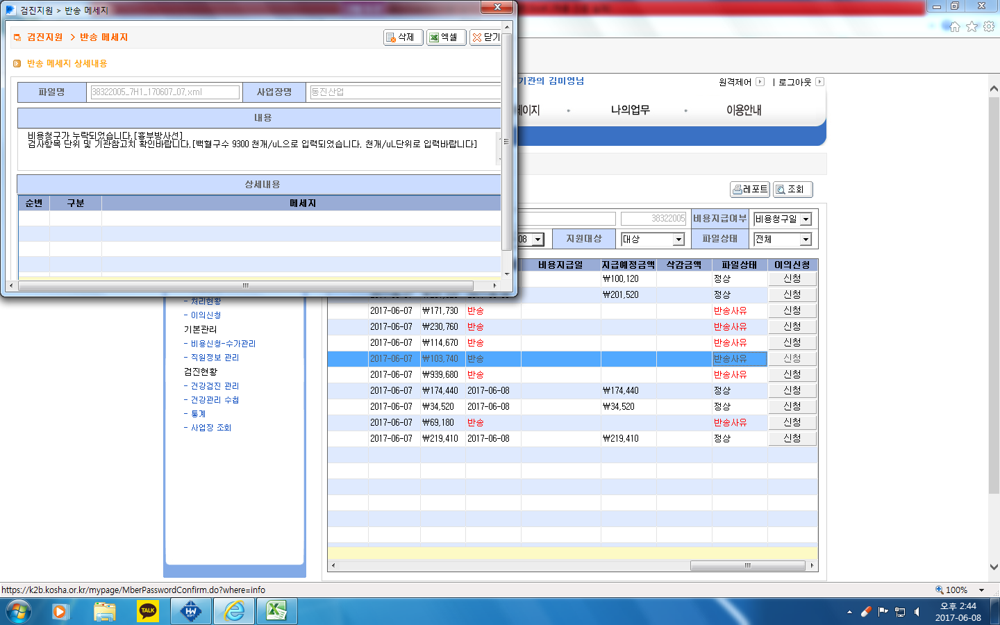 검진지원 > 반송 메세지
검진지원 > 반송 메세지
삭제
엑셀
닫기
반송 메세지 상세내용
파일명
38322005_7H1_170607_07.xml
사업장명
동진산업
내용
비용청구가 누락되었습니다.[흉부방사선]
검사항목 단위 및 기관참고치 확인바랍니다.[백혈구수 9300 천개/uL으로 입력되었습니다. 천개/uL단위로 입력바랍니다]
상세내용
순번 구분 메세지
기관의 김미영님
원격제어 | 로그아웃
페이지 나의업무 이용안내
레포트 조회
38322005 비용지급여부 비용청구일
08 지원대상 대상 파일상태 전체
비용지급일 지급예정금액 삭감금액 파일상태 이의신청
₩100,120 정상 신청
₩201,520 정상 신청
2017-06-07 ₩171,730 반송 반송사유 신청
2017-06-07 ₩230,760 반송 반송사유 신청
2017-06-07 ₩114,670 반송 반송사유 신청
2017-06-07 ₩103,740 반송 반송사유 신청
2017-06-07 ₩939,680 반송 반송사유 신청
2017-06-07 ₩174,440 2017-06-08 ₩174,440 정상 신청
2017-06-07 ₩34,520 2017-06-08 ₩34,520 정상 신청
2017-06-07 ₩69,180 반송 반송사유 신청
2017-06-07 ₩219,410 2017-06-08 ₩219,410 정상 신청
- 처리현황
- 이의신청
기본관리
- 비용신청-수가관리
- 직원정보 관리
검진현황
- 건강검진 관리
- 건강관리 수첩
- 통계
- 사업장 조회
https://k2b.kosha.or.kr/mypage/MberPasswordConfirm.do?where=info
100%
TALK
HW
SOFT
오후 2:44
2017-06-08